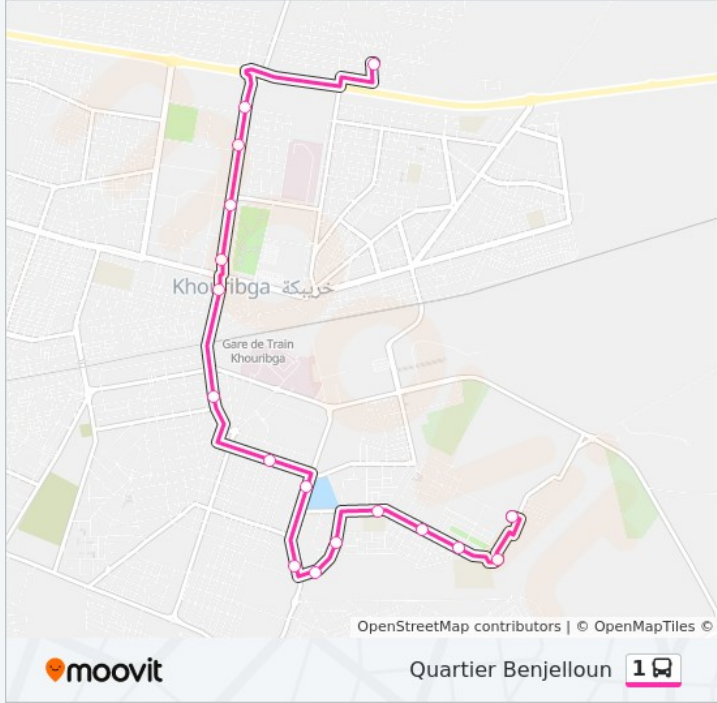 Khouribga خريبكة
Gare de Train
Khouribga
OpenStreetMap contributors | © OpenMapTiles ©
moovit
Quartier Benjelloun 1